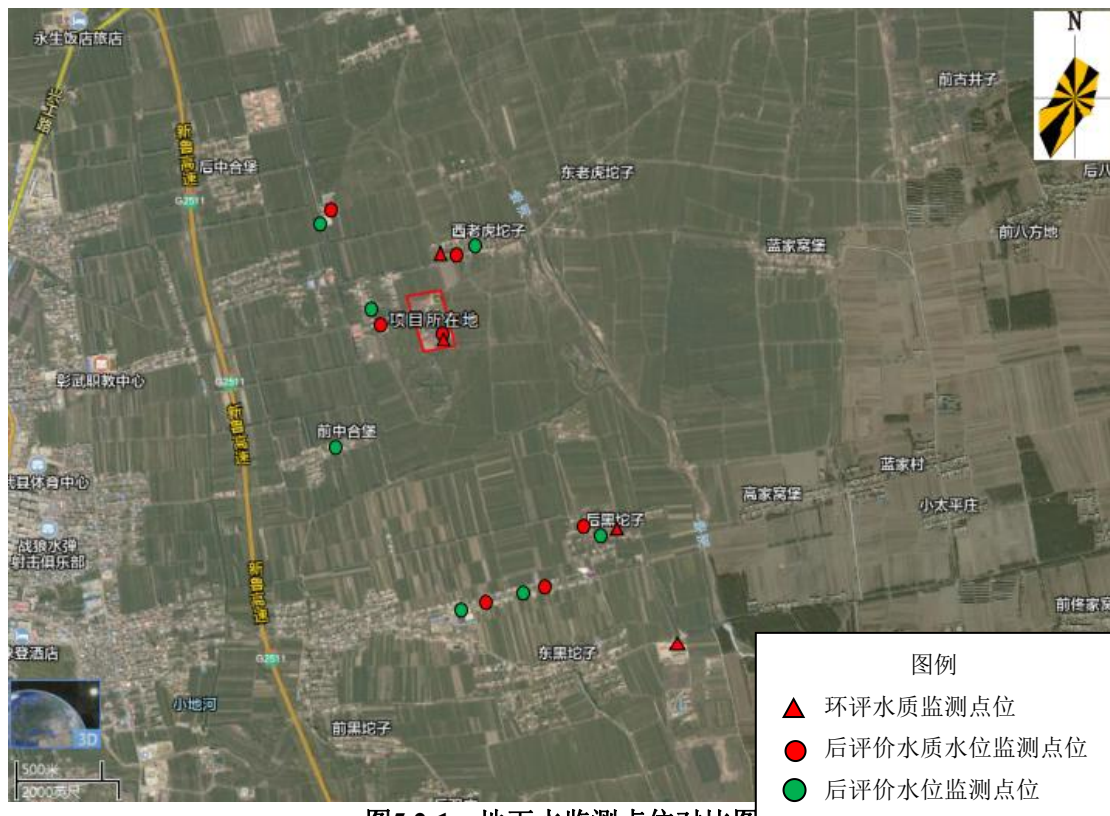 永生饭店旅店
N
前古井子
新鲁高速
后中合堡
G2511
东老虎坨子
后八
西老虎坨子
前八方地
蓝家窝堡
项目所在地
彰武职教中心
G2511
新鲁高速
前中合堡
蓝家村
武县体育中心
高家窝堡
小太平庄
后黑坨子
战狼水弹
射击俱乐部
新鲁高速
前佟家窝
登酒店
G2511
东黑坨子
小地河
前黑坨子
3D
500米
2000英尺
图例
环评水质监测点位
后评价水质水位监测点位
后评价水位监测点位